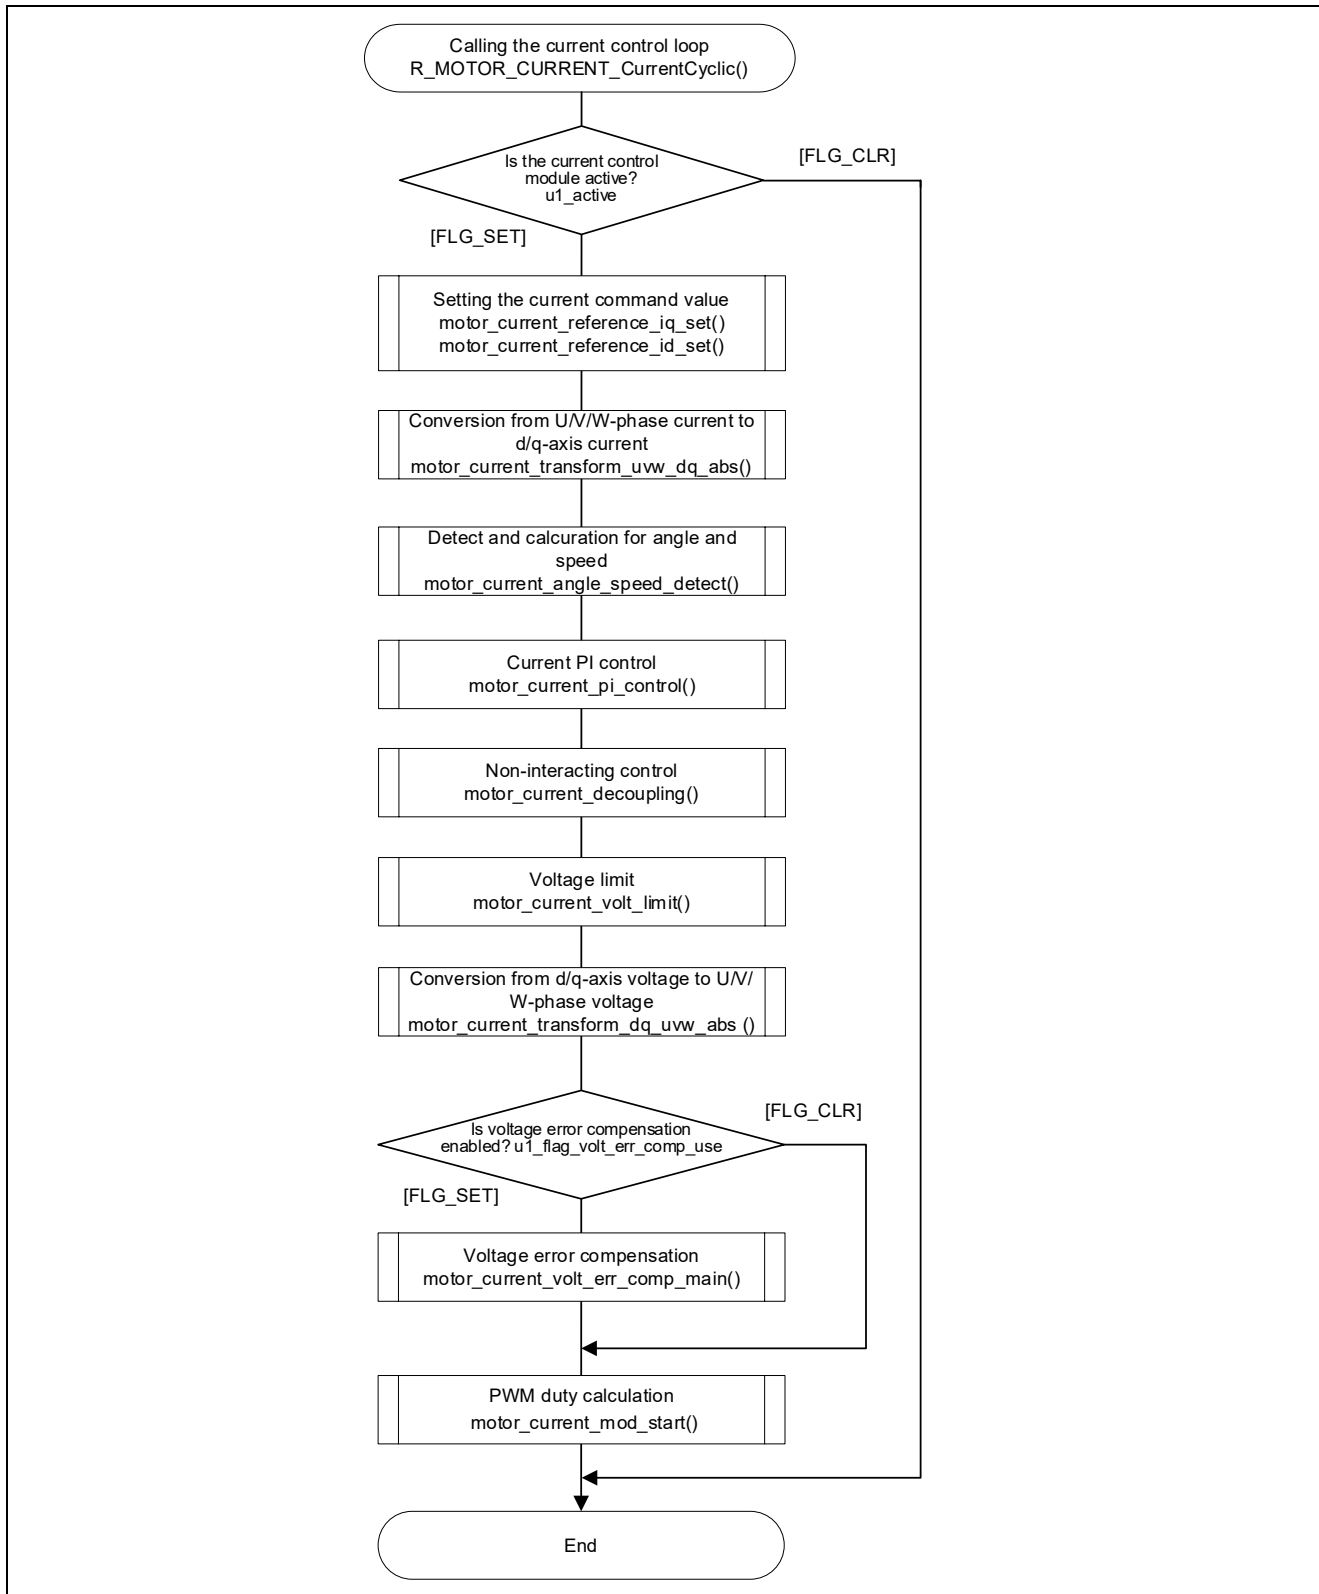 Calling the current control loop
R_MOTOR_CURRENT_CurrentCyclic()
Is the current control
module active?
u1_active
[FLG_CLR]
[FLG_SET]
Setting the current command value
motor_current_reference_iq_set()
motor_current_reference_id_set()
Conversion from U/V/W-phase current to
d/q-axis current
motor_current_transform_uvw_dq_abs()
Detect and calcuration for angle and
speed
motor_current_angle_speed_detect()
Current PI control
motor_current_pi_control()
Non-interacting control
motor_current_decoupling()
Voltage limit
motor_current_volt_limit()
Conversion from d/q-axis voltage to U/V/
W-phase voltage
motor_current_transform_dq_uvw_abs ()
[FLG_CLR]
Is voltage error compensation
enabled? u1_flag_volt_err_comp_use
[FLG_SET]
Voltage error compensation
motor_current_volt_err_comp_main()
PWM duty calculation
motor_current_mod_start()
End